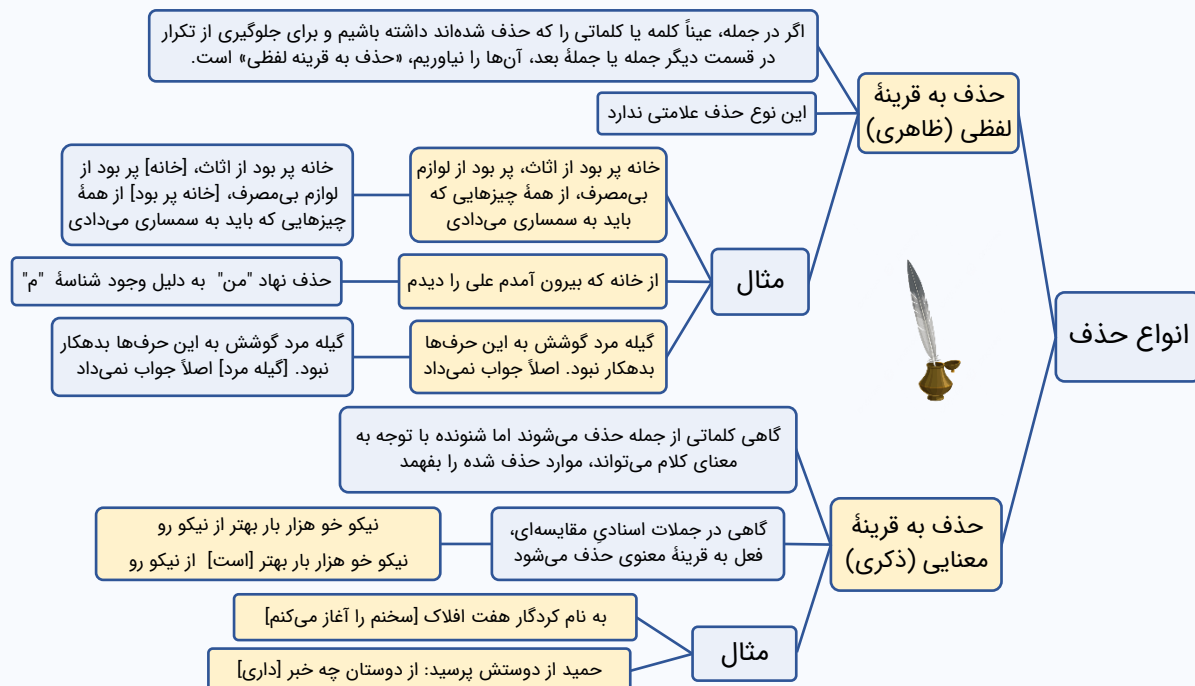 انواع حذف
حذف به قرینهٔ
لفظی (ظاهری)
اگر در جمله، عیناً کلمه یا کلماتی را که حذف شده‌اند داشته باشیم و برای جلوگیری از تکرار
در قسمت دیگر جمله یا جملهٔ بعد، آن‌ها را نیاوریم، «حذف به قرینه لفظی» است.
این نوع حذف علامتی ندارد
مثال
خانه پر بود از اثاث، پر بود از لوازم
بی‌مصرف، از همهٔ چیزهایی که
باید به سمساری می‌دادی
خانه پر بود از اثاث، [خانه] پر بود از
لوازم بی‌مصرف، [خانه پر بود] از همهٔ
چیزهایی که باید به سمساری می‌دادی
از خانه که بیرون آمدم علی را دیدم
حذف نهاد "من" به دلیل وجود شناسهٔ "م"
گیله مرد گوشش به این حرف‌ها
بدهکار نبود. اصلاً جواب نمی‌داد
گیله مرد گوشش به این حرف‌ها بدهکار
نبود. [گیله مرد] اصلاً جواب نمی‌داد
حذف به قرینهٔ
معنایی (ذکری)
گاهی کلماتی از جمله حذف می‌شوند اما شنونده با توجه به
معنای کلام می‌تواند، موارد حذف شده را بفهمد
گاهی در جملات اسنادیِ مقایسه‌ای،
فعل به قرینهٔ معنوی حذف می‌شود
نیکو خو هزار بار بهتر از نیکو رو
نیکو خو هزار بار بهتر [است] از نیکو رو
مثال
به نام کردگار هفت افلاک [سخنم را آغاز می‌کنم]
حمید از دوستش پرسید: از دوستان چه خبر [داری]